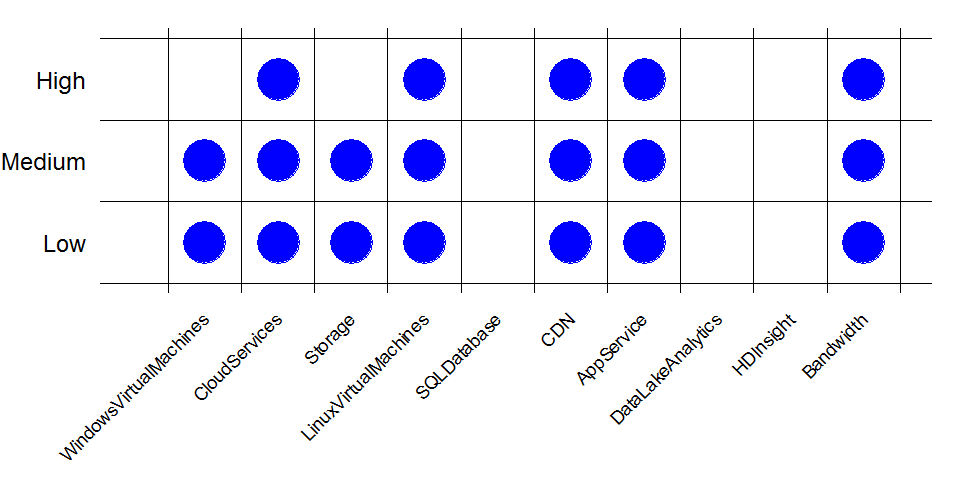 High
Medium
Low
WindowsVirtualMachines
CloudServices
Storage
LinuxVirtualMachines
SQLDatabase
CDN
AppService
DataLakeAnalytics
HDInsight
Bandwidth